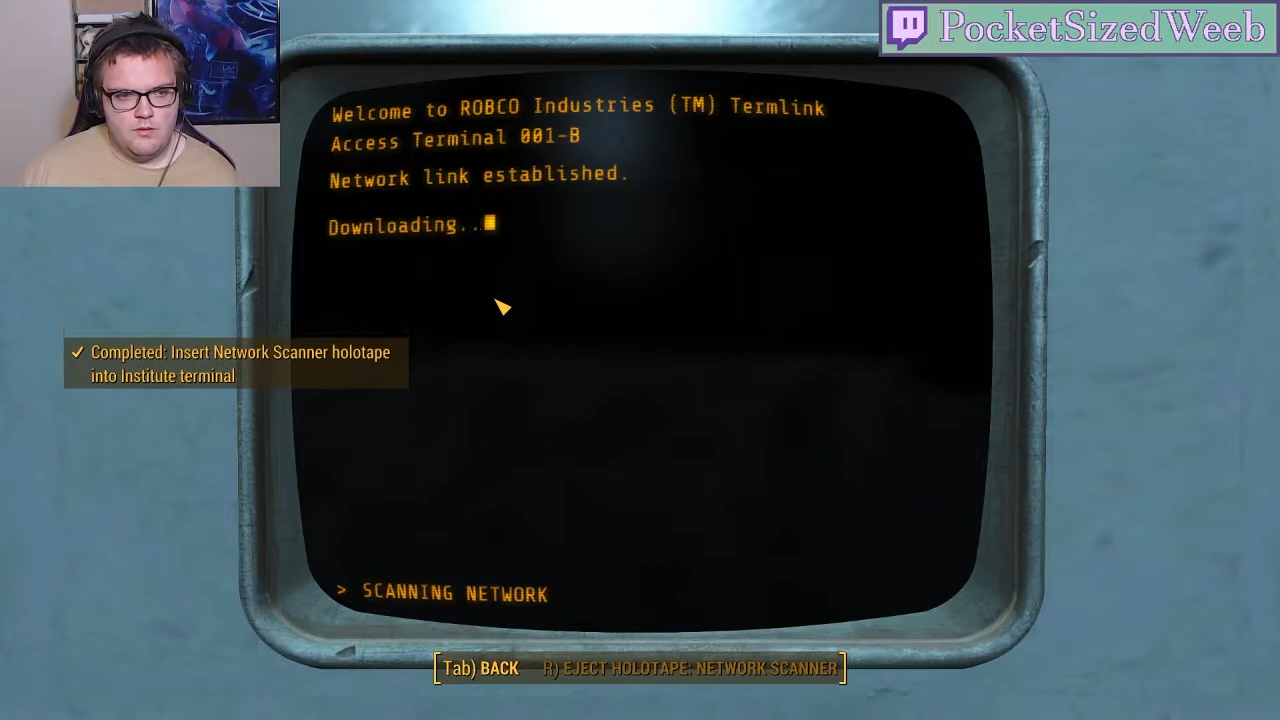 PocketSizedWeeb
Welcome to ROBCO Industries (TM) Termlink
Access Terminal 001-B
Network link established.
Downloading..
✓ Completed: Insert Network Scanner holotape
into Institute terminal
> SCANNING NETWORK
Tab) BACK R) EJECT HOLOTAPE: NETWORK SCANNER